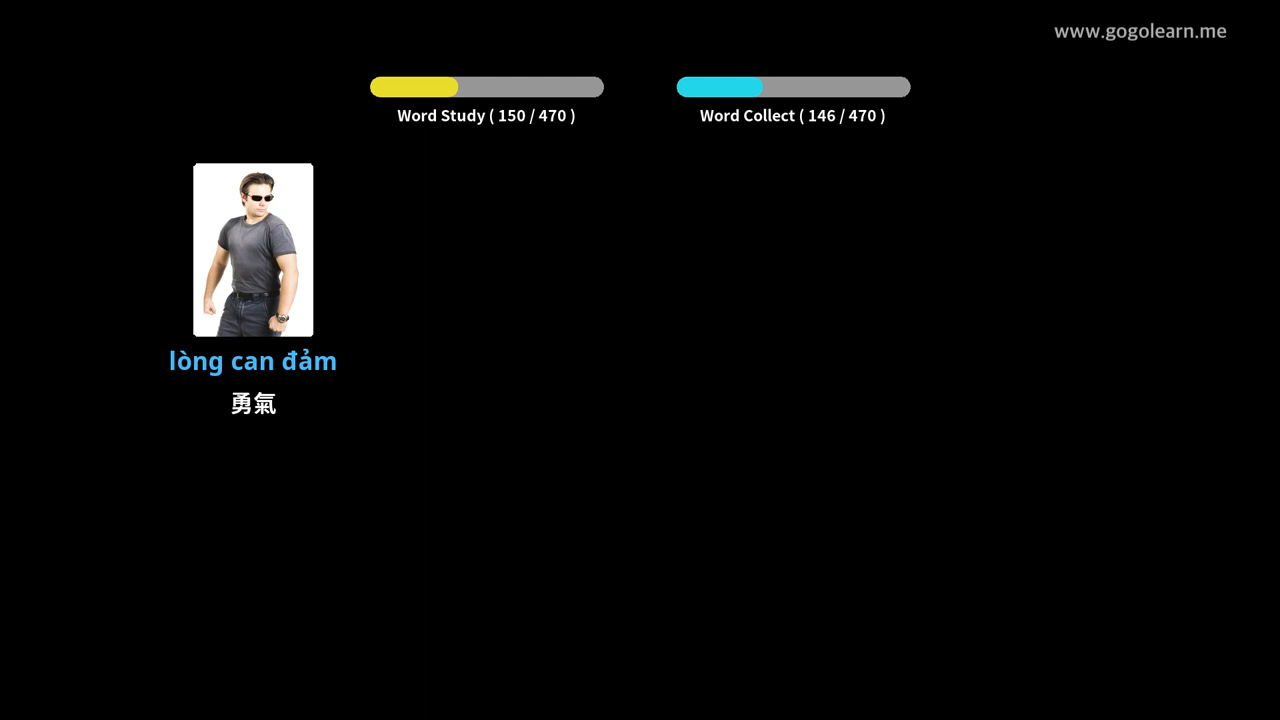 www.gogolearn.me
Word Study ( 150 / 470 )
Word Collect ( 146 / 470 )
lòng can đảm
勇氣